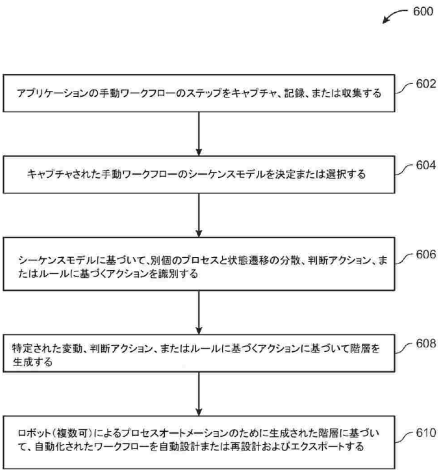 600
アプリケーションの手動ワークフローのステップをキャプチャ、記録、または収集する
602
キャプチャされた手動ワークフローのシーケンスモデルを決定または選択する
604
シーケンスモデルに基づいて、別個のプロセスと状態遷移の分散、判断アクション、ま
たはルールに基づくアクションを識別する
606
特定された変動、判断アクション、またはルールに基づくアクションに基づいて階層を
生成する
608
ロボット（複数可）によるプロセスオートメーションのために生成された階層に基づい
て、自動化されたワークフローを自動設計または再設計およびエクスポートする
610